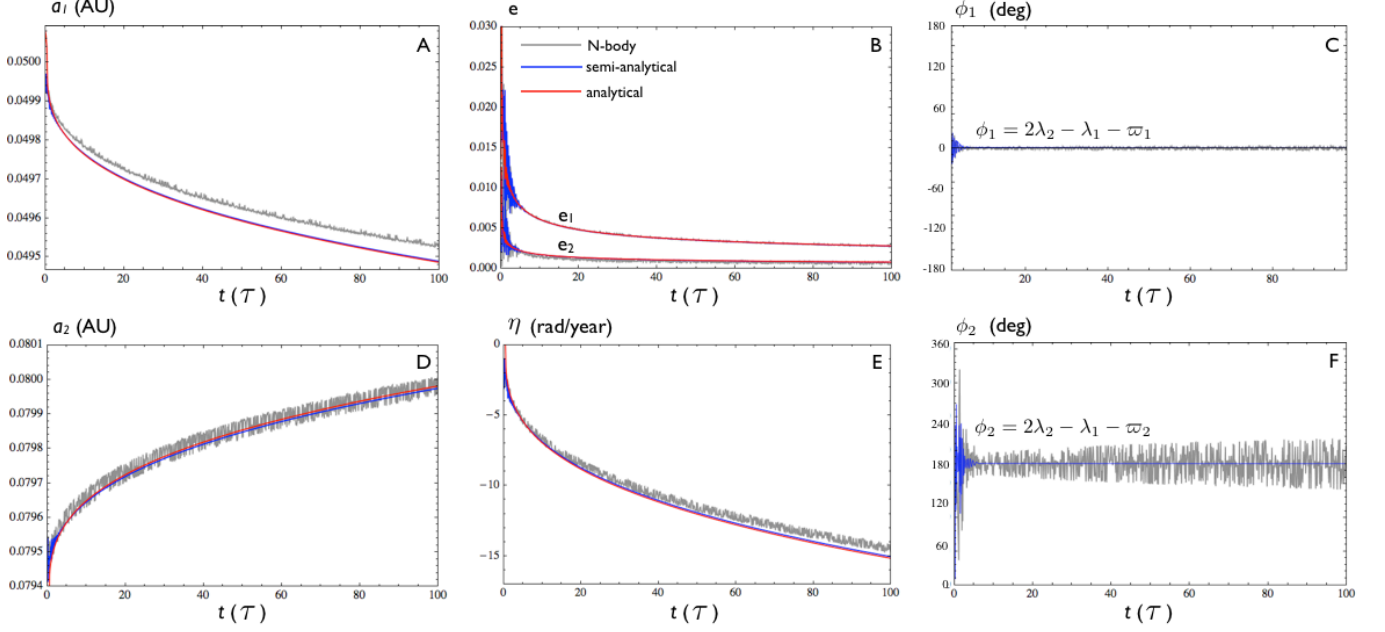 a₁ (AU)
A
0.0500
0.0499
0.0498
0.0497
0.0496
0.0495
0 20 40 60 80 100
t (τ)
e
B
0.030
0.025
0.020
0.015
0.010
0.005
0.000
N-body
semi-analytical
analytical
e₁
e₂
0 20 40 60 80 100
t (τ)
ϕ₁ (deg)
C
180
120
60
0
-60
-120
-180
ϕ₁ = 2λ₂ − λ₁ − ϖ₁
20 40 60 80
t (τ)
a₂ (AU)
D
0.0801
0.0800
0.0799
0.0798
0.0797
0.0796
0.0795
0.0794
0 20 40 60 80 100
t (τ)
η (rad/year)
E
0
−5
−10
−15
0 20 40 60 80 100
t (τ)
ϕ₂ (deg)
F
360
300
240
180
120
60
0
ϕ₂ = 2λ₂ − λ₁ − ϖ₂
0 20 40 60 80 100
t (τ)